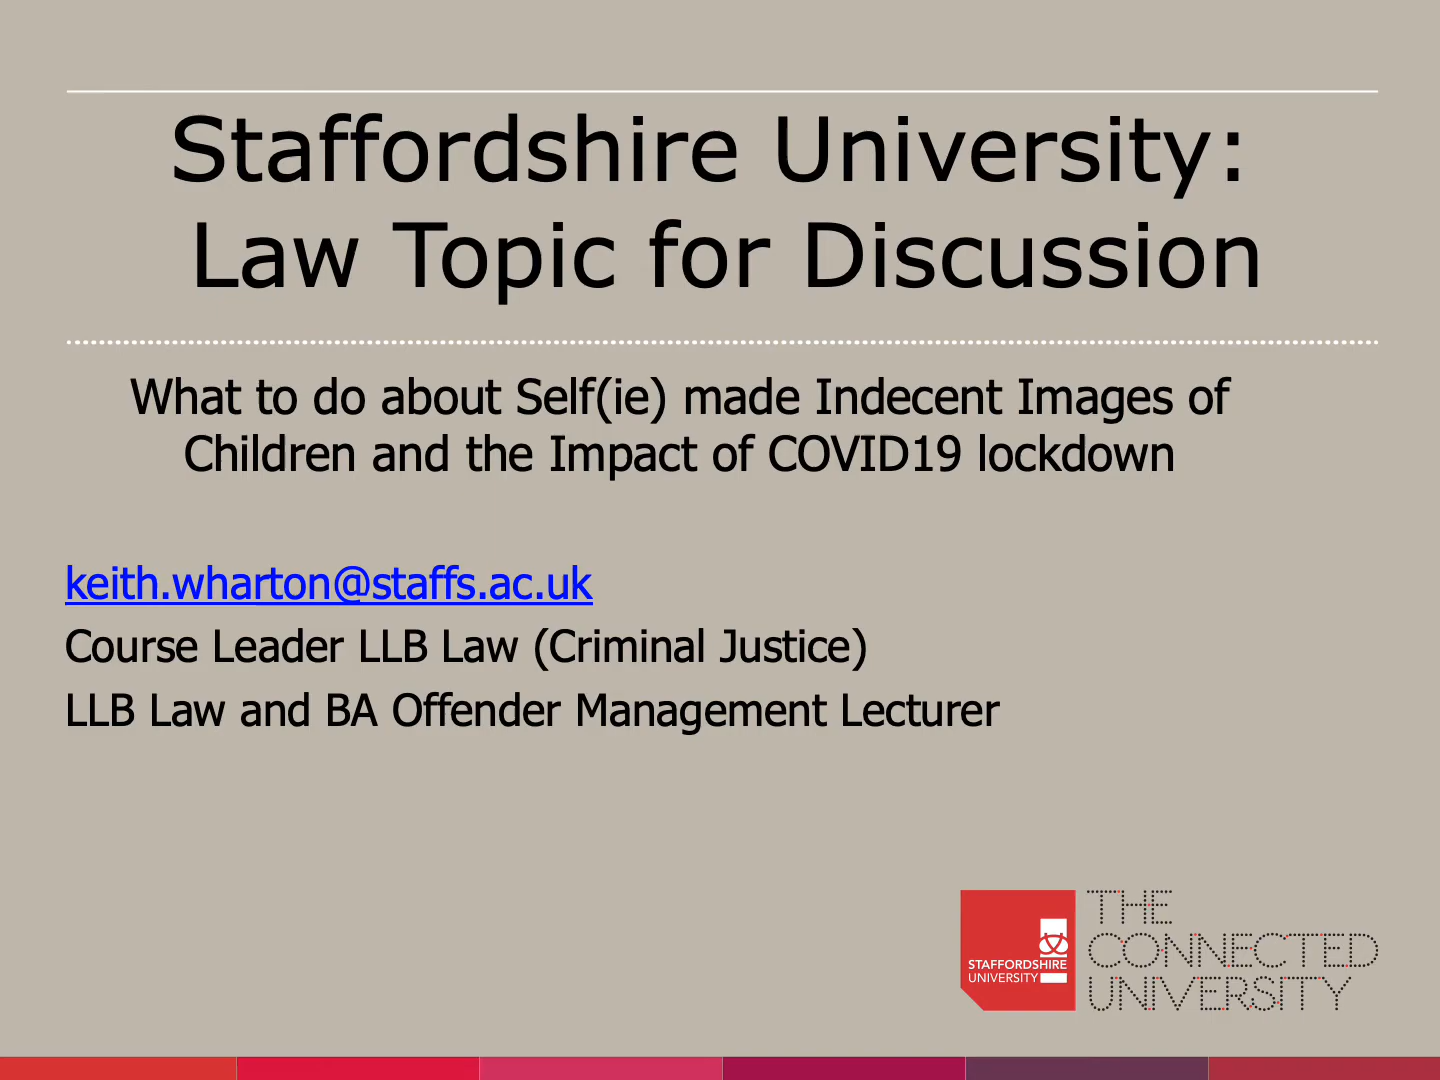 Staffordshire University:
Law Topic for Discussion
What to do about Self(ie) made Indecent Images of
Children and the Impact of COVID19 lockdown
keith.wharton@staffs.ac.uk
Course Leader LLB Law (Criminal Justice)
LLB Law and BA Offender Management Lecturer
STAFFORDSHIRE
UNIVERSITY
THE
CONNECTED
UNIVERSITY